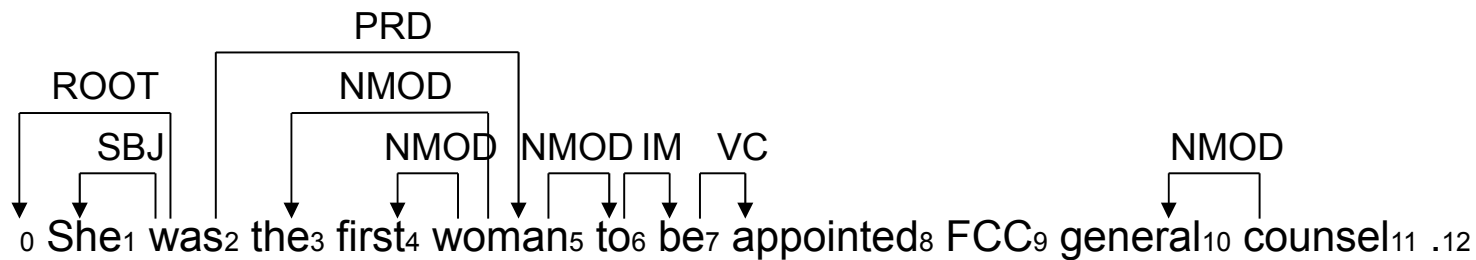 PRD
ROOT NMOD
SBJ NMOD NMOD IM VC NMOD
0 She1 was2 the3 first4 woman5 to6 be7 appointed8 FCC9 general10 counsel11 .12